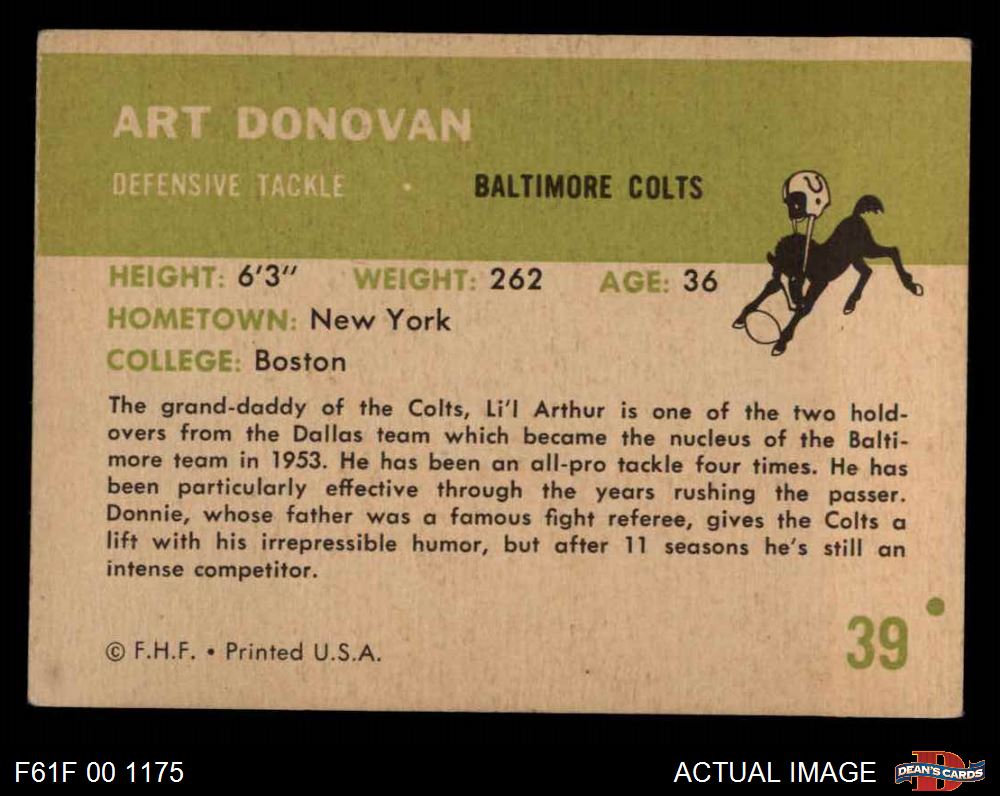 ART DONOVAN
DEFENSIVE TACKLE • BALTIMORE COLTS
HEIGHT: 6'3" WEIGHT: 262 AGE: 36
HOMETOWN: New York
COLLEGE: Boston
The grand-daddy of the Colts, Li'l Arthur is one of the two hold-
overs from the Dallas team which became the nucleus of the Balti-
more team in 1953. He has been an all-pro tackle four times. He has
been particularly effective through the years rushing the passer.
Donnie, whose father was a famous fight referee, gives the Colts a
lift with his irrepressible humor, but after 11 seasons he's still an
intense competitor.
© F.H.F. • Printed U.S.A.
39
F61F 00 1175
ACTUAL IMAGE
DEAN'S CARDS